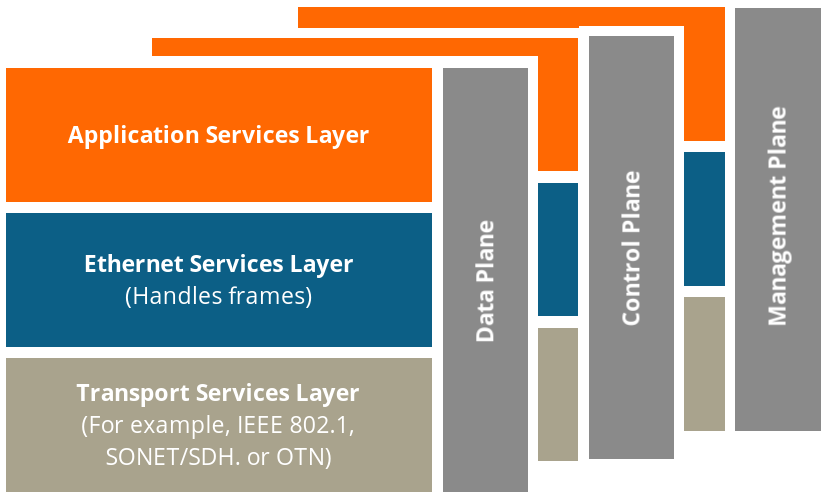 Application Services Layer
Ethernet Services Layer
(Handles frames)
Transport Services Layer
(For example, IEEE 802.1,
SONET/SDH. or OTN)
Data Plane
Control Plane
Management Plane